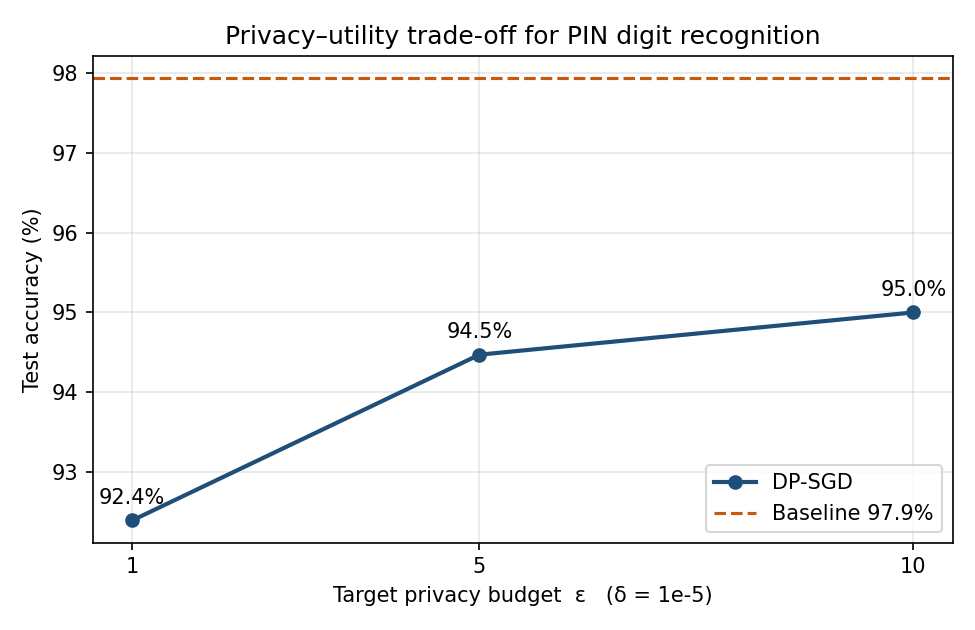 Privacy–utility trade-off for PIN digit recognition
Test accuracy (%)
98
97
96
95
94
93
92.4%
94.5%
95.0%
DP-SGD
Baseline 97.9%
1
5
10
Target privacy budget ε (δ = 1e-5)